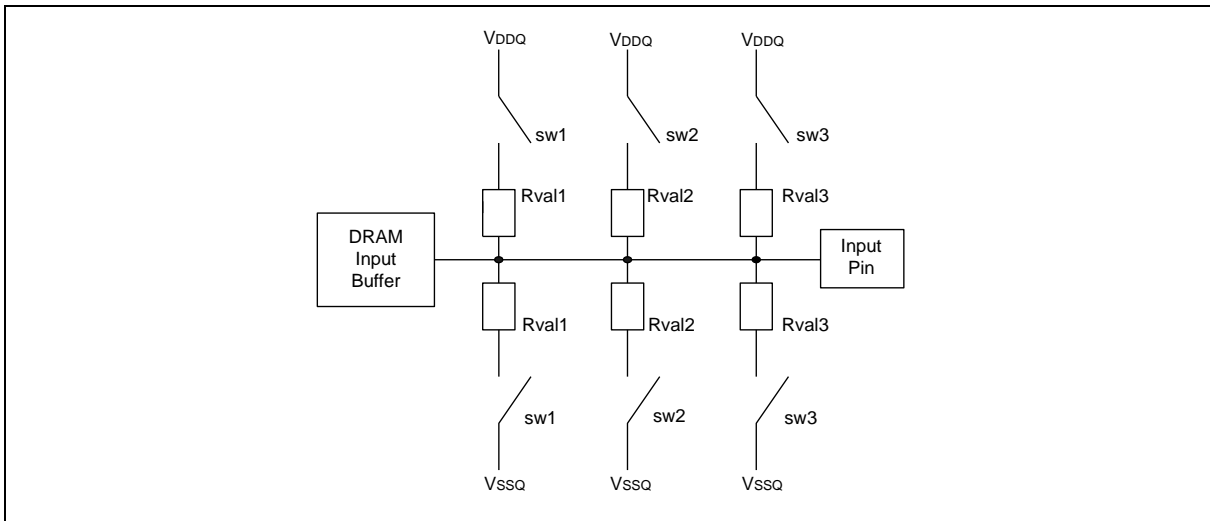 VDDQ VDDQ VDDQ
sw1 sw2 sw3
Rval1 Rval2 Rval3
DRAM
Input
Buffer
Input
Pin
Rval1 Rval2 Rval3
sw1 sw2 sw3
VSSQ VSSQ VSSQ